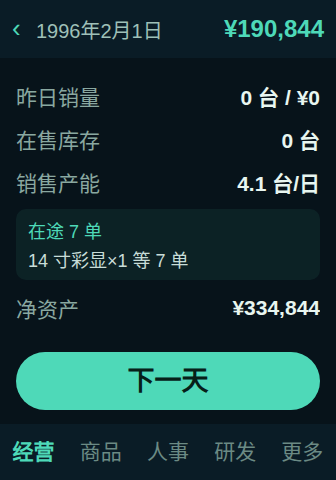 ‹ 1996年2月1日 ¥190,844
昨日销量 0 台 / ¥0
在售库存 0 台
销售产能 4.1 台/日
在途 7 单
14 寸彩显×1 等 7 单
净资产 ¥334,844
下一天
经营 商品 人事 研发 更多